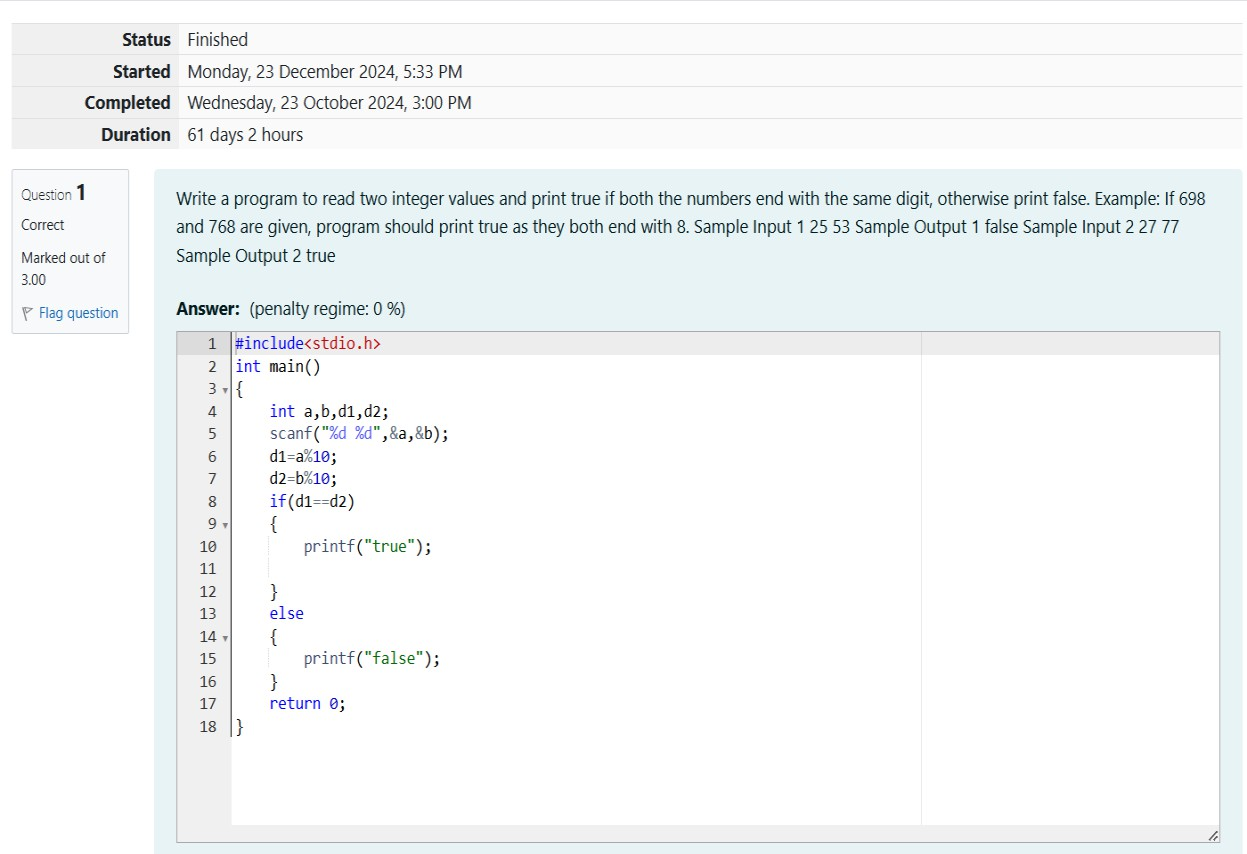 Status Finished
Started Monday, 23 December 2024, 5:33 PM
Completed Wednesday, 23 October 2024, 3:00 PM
Duration 61 days 2 hours
Question 1
Correct
Marked out of
3.00
Flag question
Write a program to read two integer values and print true if both the numbers end with the same digit, otherwise print false. Example: If 698
and 768 are given, program should print true as they both end with 8. Sample Input 1 25 53 Sample Output 1 false Sample Input 2 27 77
Sample Output 2 true
Answer: (penalty regime: 0 %)
1 #include<stdio.h>
2 int main()
3 {
4     int a,b,d1,d2;
5     scanf("%d %d",&a,&b);
6     d1=a%10;
7     d2=b%10;
8     if(d1==d2)
9     {
10         printf("true");
11
12     }
13     else
14     {
15         printf("false");
16     }
17     return 0;
18 }